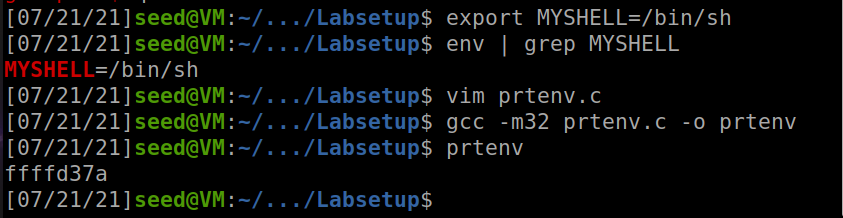 [07/21/21]seed@VM:~/.../Labsetup$ export MYSHELL=/bin/sh
[07/21/21]seed@VM:~/.../Labsetup$ env | grep MYSHELL
MYSHELL=/bin/sh
[07/21/21]seed@VM:~/.../Labsetup$ vim prtenv.c
[07/21/21]seed@VM:~/.../Labsetup$ gcc -m32 prtenv.c -o prtenv
[07/21/21]seed@VM:~/.../Labsetup$ prtenv
ffffd37a
[07/21/21]seed@VM:~/.../Labsetup$